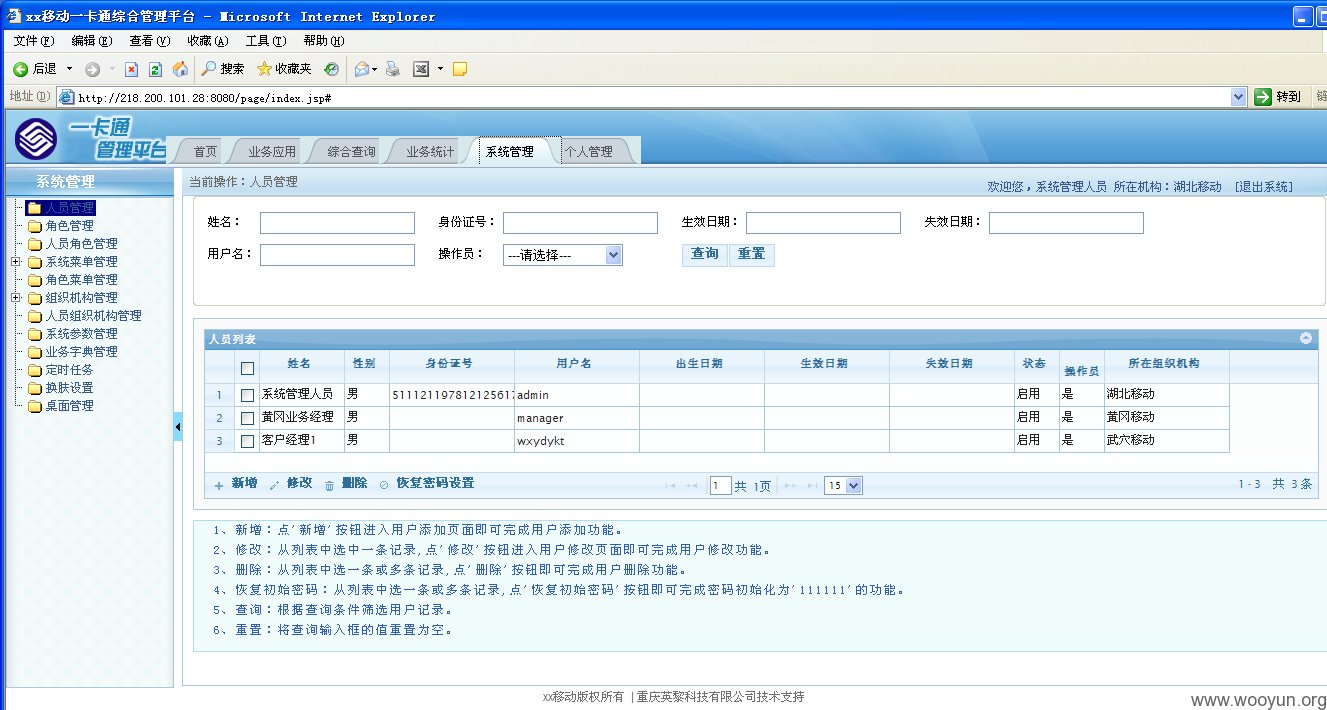 xx移动一卡通综合管理平台 - Microsoft Internet Explorer
文件(F) 编辑(E) 查看(V) 收藏(A) 工具(T) 帮助(H)
后退 搜索 收藏夹
地址(D) http://218.200.101.28:8080/page/index.jsp# 转到 链
一卡通
管理平台
首页 业务应用 综合查询 业务统计 系统管理 个人管理
系统管理
当前操作：人员管理
欢迎您，系统管理人员 所在机构：湖北移动 [退出系统]
人员管理
角色管理
人员角色管理
系统菜单管理
角色菜单管理
组织机构管理
人员组织机构管理
系统参数管理
业务字典管理
定时任务
换肤设置
桌面管理
姓名： 身份证号： 生效日期： 失效日期：
用户名： 操作员： ---请选择--- 查询 重置
人员列表
姓名 性别 身份证号 用户名 出生日期 生效日期 失效日期 状态 操作员 所在组织机构
1 系统管理人员 男 51112119781212561 admin 启用 是 湖北移动
2 黄冈业务经理 男 manager 启用 是 黄冈移动
3 客户经理1 男 wxydykt 启用 是 武穴移动
新增 修改 删除 恢复密码设置 1 共 1页 15 1-3 共 3条
1、新增：点'新增'按钮进入用户添加页面即可完成用户添加功能。
2、修改：从列表中选中一条记录,点'修改'按钮进入用户修改页面即可完成用户修改功能。
3、删除：从列表中选一条或多条记录,点'删除'按钮即可完成用户删除功能。
4、恢复初始密码：从列表中选一条或多条记录,点'恢复初始密码'按钮即可完成密码初始化为'111111'的功能。
5、查询：根据查询条件筛选用户记录。
6、重置：将查询输入框的值重置为空。
xx移动版权所有 |重庆英黎科技有限公司技术支持
www.wooyun.org